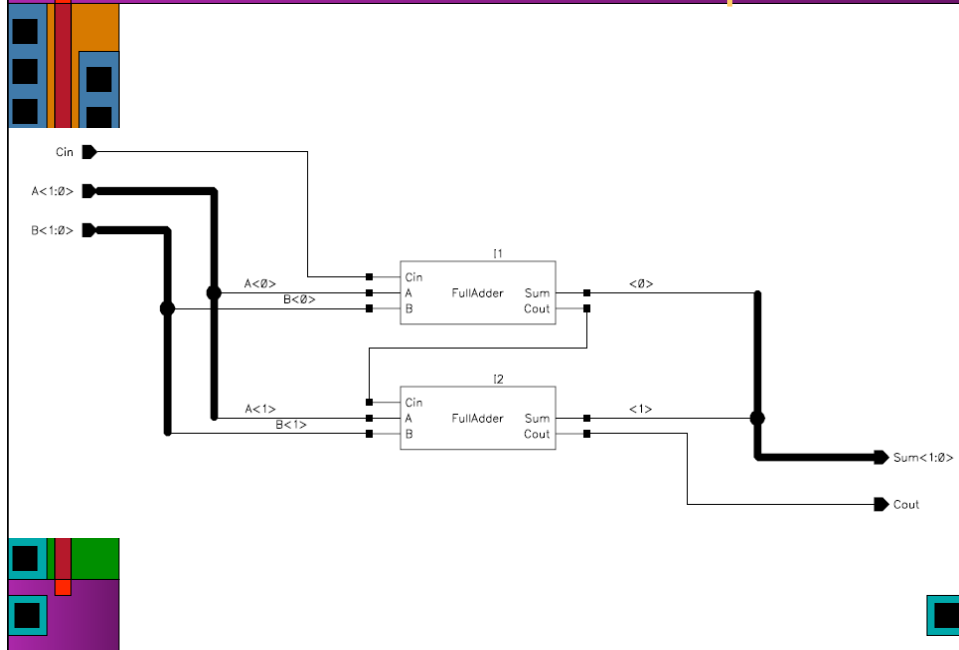 Cin
A<1:0>
B<1:0>
I1
Cin
A
B
FullAdder
Sum
Cout
A<0>
B<0>
<0>
I2
Cin
A
B
FullAdder
Sum
Cout
A<1>
B<1>
<1>
Sum<1:0>
Cout